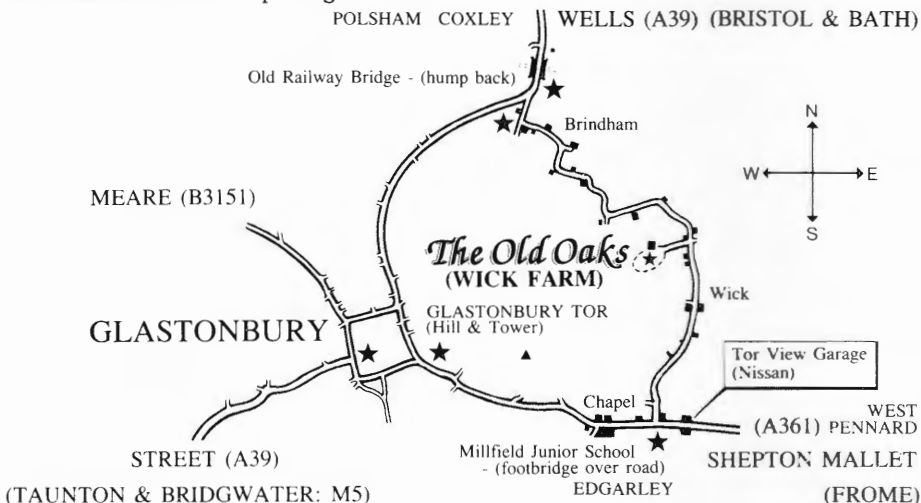 POLSHAM COXLEY
WELLS (A39) (BRISTOL & BATH)
Old Railway Bridge - (hump back)
Brindham
N
W
E
S
MEARE (B3151)
The Old Oaks
(WICK FARM)
GLASTONBURY TOR
(Hill & Tower)
Wick
GLASTONBURY
Tor View Garage
(Nissan)
Chapel
WEST
(A361) PENNARD
Millfield Junior School
- (footbridge over road)
EDGARLEY
SHEPTON MALLET
(FROME)
STREET (A39)
(TAUNTON & BRIDGWATER: M5)